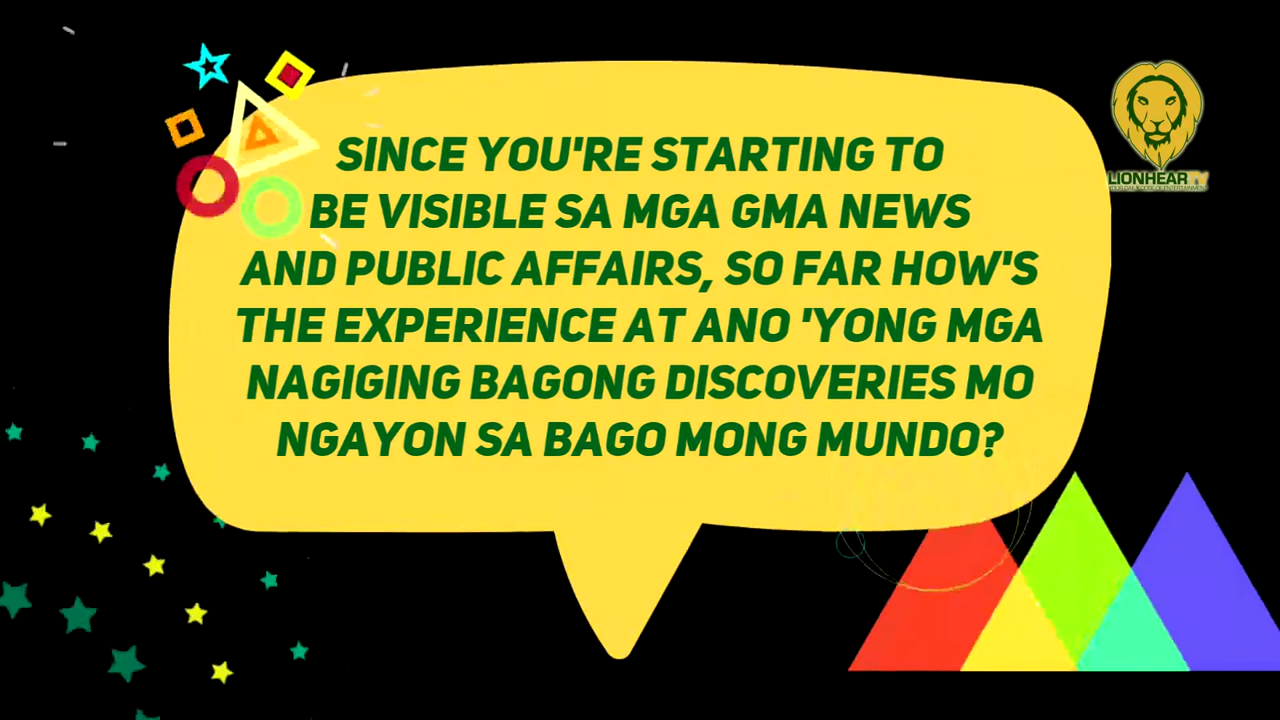 SINCE YOU'RE STARTING TO
BE VISIBLE SA MGA GMA NEWS
AND PUBLIC AFFAIRS, SO FAR HOW'S
THE EXPERIENCE AT ANO 'YONG MGA
NAGIGING BAGONG DISCOVERIES MO
NGAYON SA BAGO MONG MUNDO?
LIONHEARTV